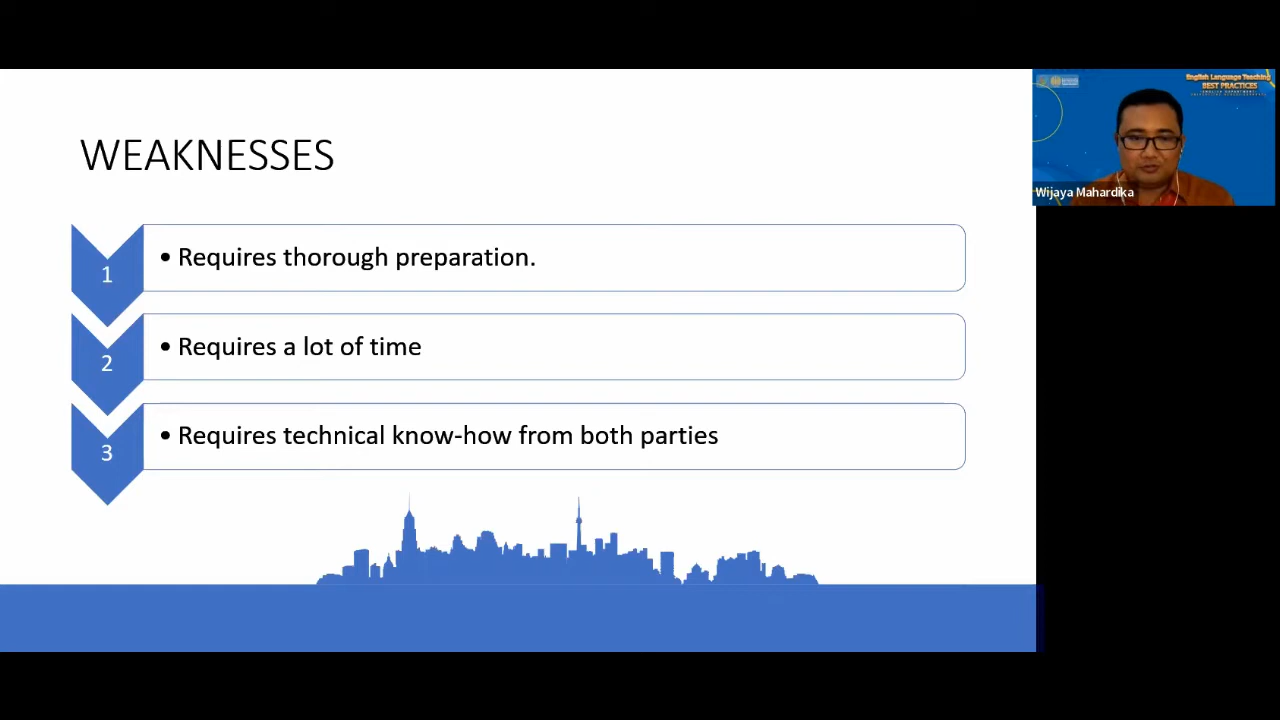 WEAKNESSES
1
• Requires thorough preparation.
2
• Requires a lot of time
3
• Requires technical know-how from both parties
English Language Teaching
BEST PRACTICES
Wijaya Mahardika